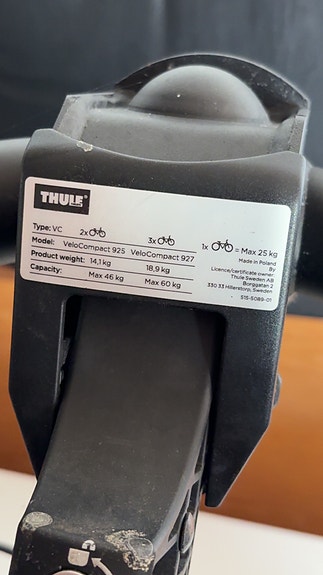 THULE
Type: VC 2x 3x 1x = Max 25 kg
Model: VeloCompact 925 VeloCompact 927
Product weight: 14,1 kg 18,9 kg
Capacity: Max 46 kg Max 60 kg
Made in Poland
By
Licence/certificate owner:
Thule Sweden AB
Borggatan 2
330 33 Hillerstorp, Sweden
515-5089-01